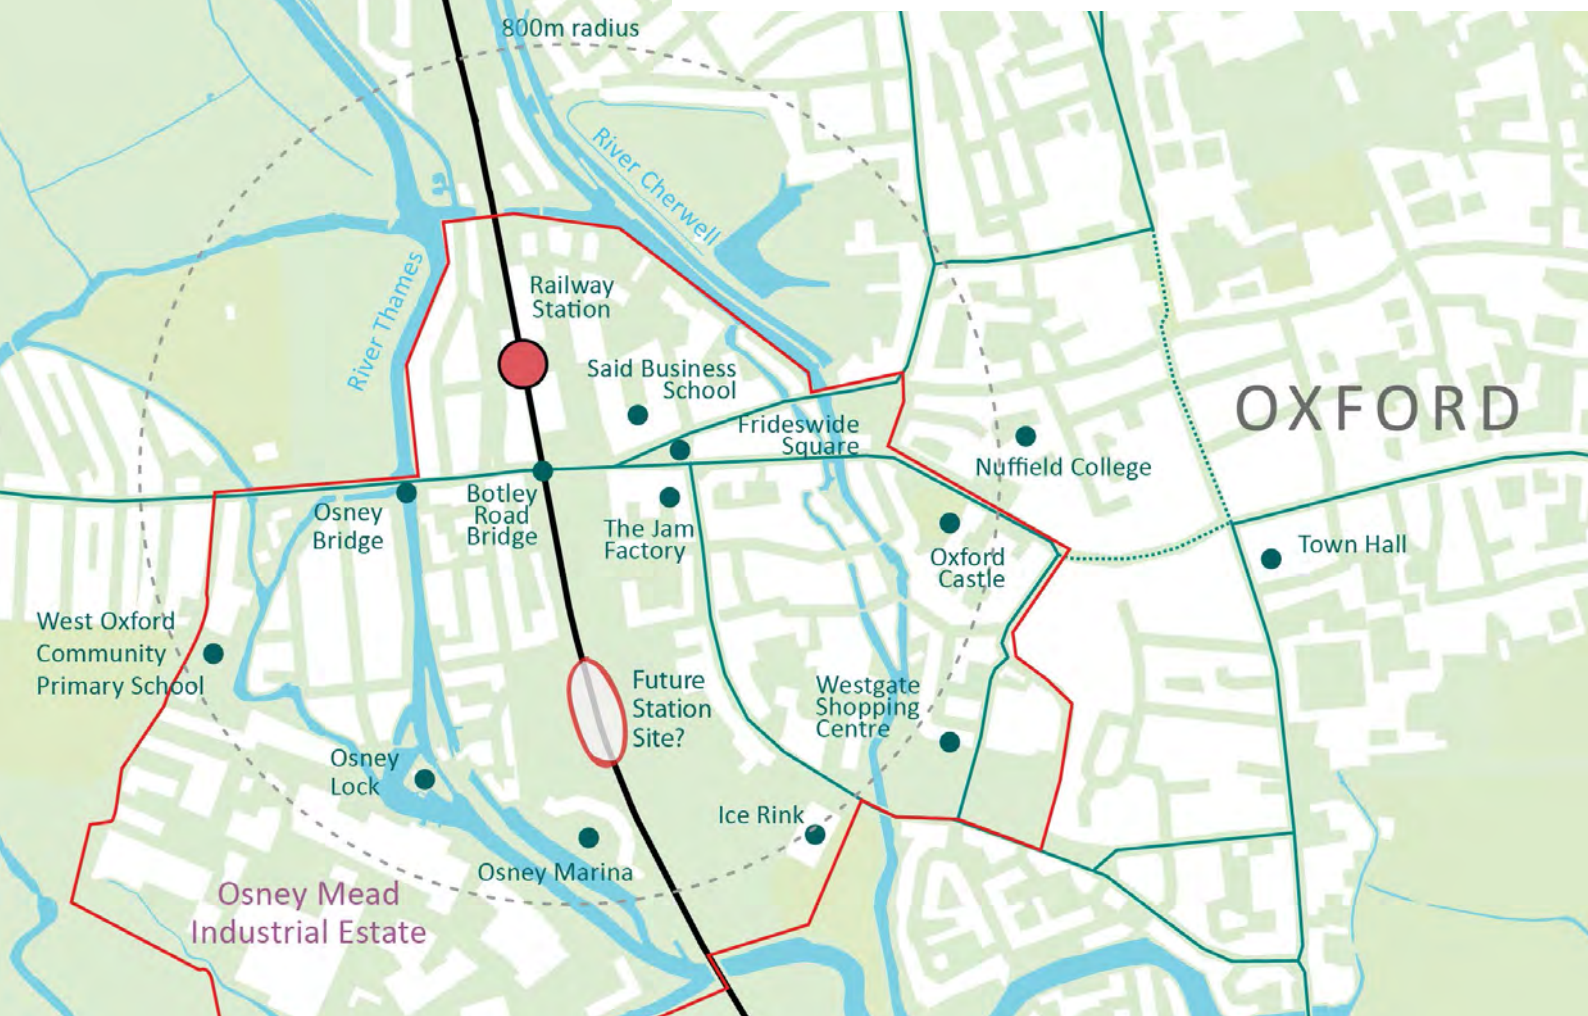 800m radius
River Cherwell
River Thames
Railway
Station
Said Business
School
Frideswide
Square
OXFORD
Nuffield College
Botley
Road
Bridge
Osney
Bridge
The Jam
Factory
Oxford
Castle
Town Hall
West Oxford
Community
Primary School
Future
Station
Site?
Westgate
Shopping
Centre
Osney
Lock
Ice Rink
Osney Marina
Osney Mead
Industrial Estate